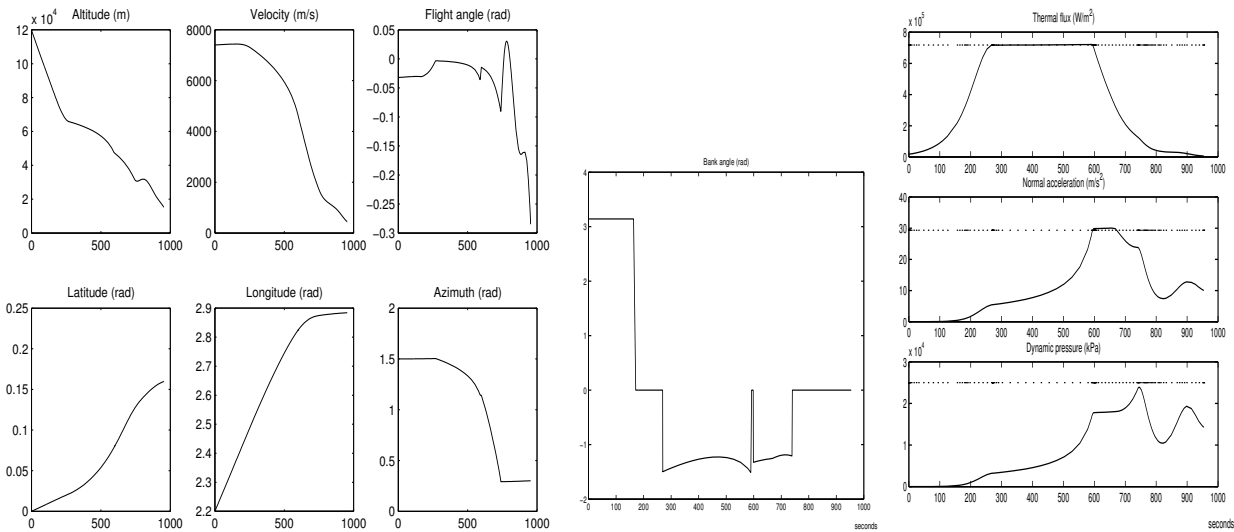 Altitude (m)
x 10^4
12
10
8
6
4
2
0
0 500 1000
Velocity (m/s)
8000
6000
4000
2000
0
0 500 1000
Flight angle (rad)
0.05
0
−0.05
−0.1
−0.15
−0.2
−0.25
−0.3
0 500 1000
Latitude (rad)
0.25
0.2
0.15
0.1
0.05
0
0 500 1000
Longitude (rad)
2.9
2.8
2.7
2.6
2.5
2.4
2.3
2.2
0 500 1000
Azimuth (rad)
2.5
2
1.5
1
0.5
0
0 500 1000
Bank angle (rad)
4
3
2
1
0
−1
−2
0 100 200 300 400 500 600 700 800 900 1000
seconds
Thermal flux (W/m²)
x 10^5
8
6
4
2
0
0 100 200 300 400 500 600 700 800 900 1000
Normal acceleration (m/s²)
40
30
20
10
0
0 100 200 300 400 500 600 700 800 900 1000
Dynamic pressure (kPa)
x 10^4
3
2
1
0
0 100 200 300 400 500 600 700 800 900 1000
seconds